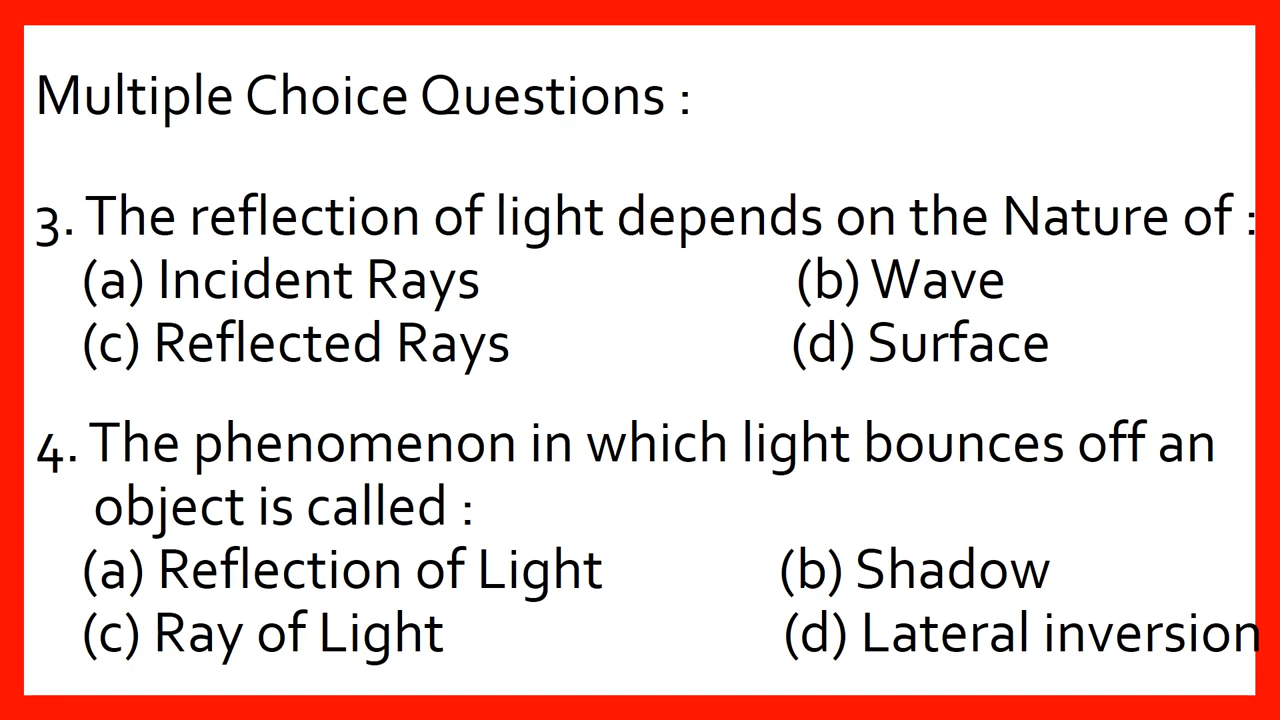 Multiple Choice Questions :
3. The reflection of light depends on the Nature of :
(a) Incident Rays (b) Wave
(c) Reflected Rays (d) Surface
4. The phenomenon in which light bounces off an
object is called :
(a) Reflection of Light (b) Shadow
(c) Ray of Light (d) Lateral inversion